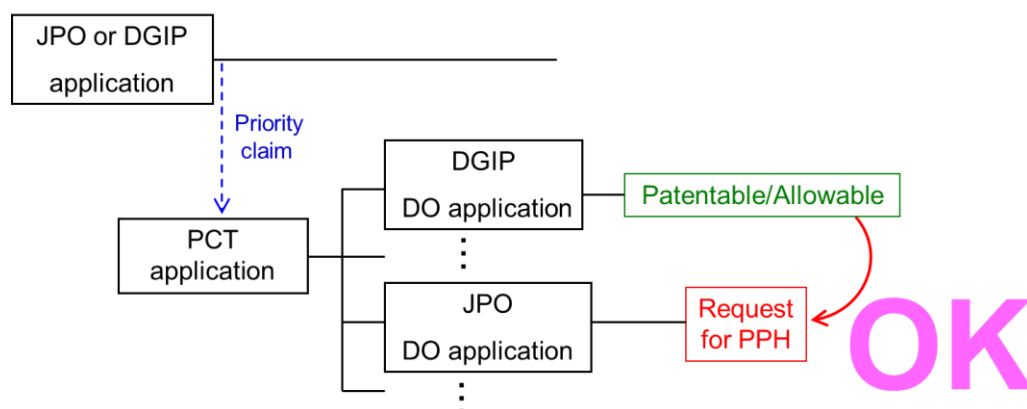 JPO or DGIP
application
Priority
claim
DGIP
DO application
Patentable/Allowable
PCT
application
JPO
DO application
Request
for PPH
OK